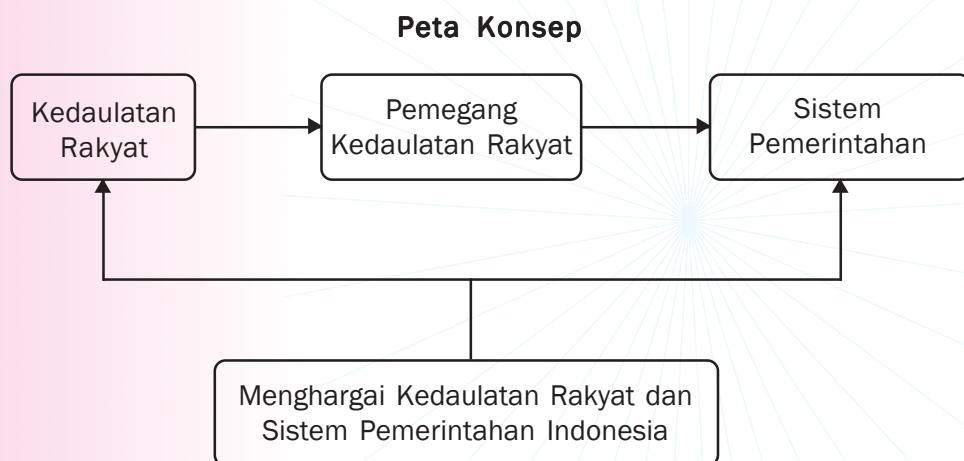 Peta Konsep
Kedaulatan
Rakyat
Pemegang
Kedaulatan Rakyat
Sistem
Pemerintahan
Menghargai Kedaulatan Rakyat dan
Sistem Pemerintahan Indonesia